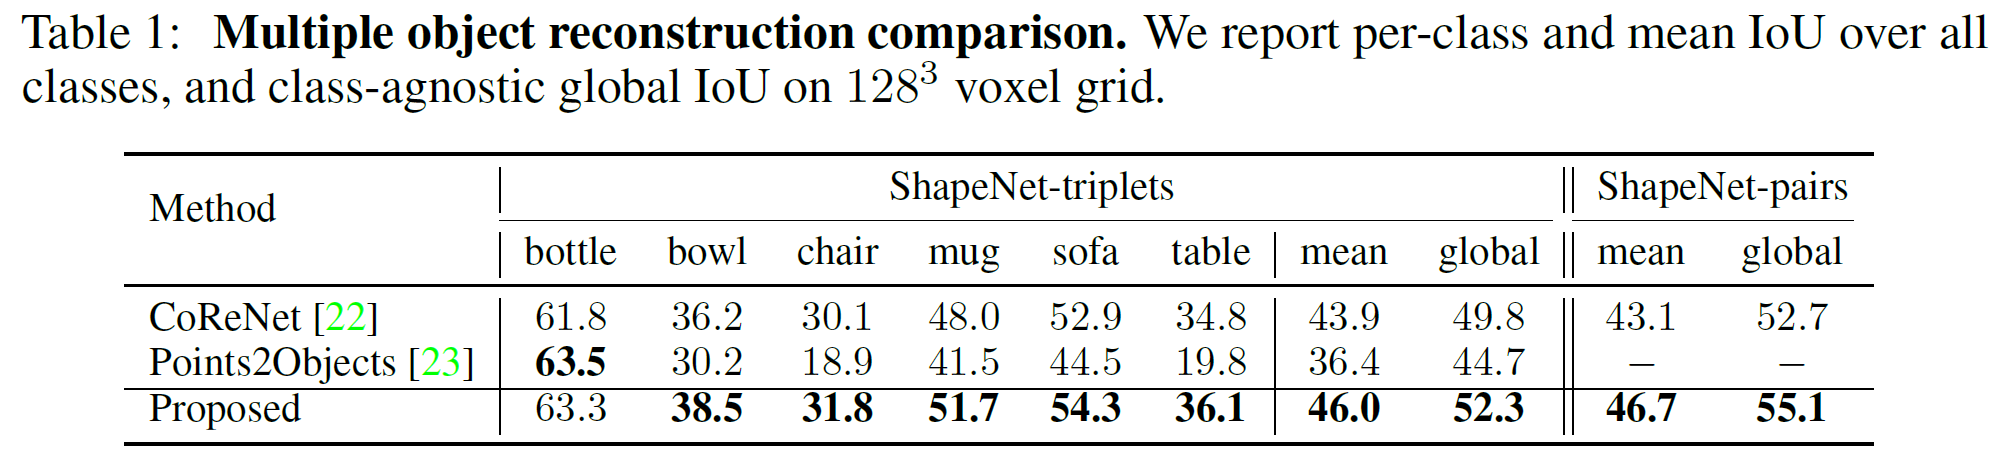 Table 1: Multiple object reconstruction comparison. We report per-class and mean IoU over all
classes, and class-agnostic global IoU on 128³ voxel grid.
Method ShapeNet-triplets ShapeNet-pairs
bottle bowl chair mug sofa table mean global mean global
CoReNet [22] 61.8 36.2 30.1 48.0 52.9 34.8 43.9 49.8 43.1 52.7
Points2Objects [23] 63.5 30.2 18.9 41.5 44.5 19.8 36.4 44.7 – –
Proposed 63.3 38.5 31.8 51.7 54.3 36.1 46.0 52.3 46.7 55.1